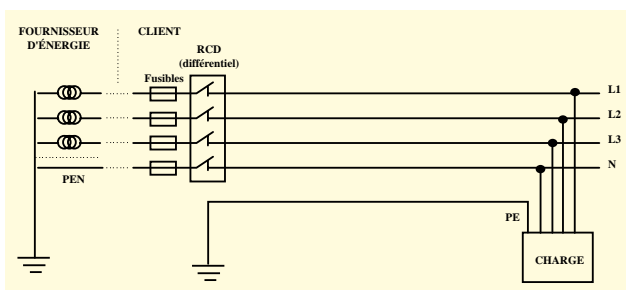 FOURNISSEUR
D'ÉNERGIE
CLIENT
RCD
(différentiel)
Fusibles
L1
L2
L3
N
PEN
PE
CHARGE